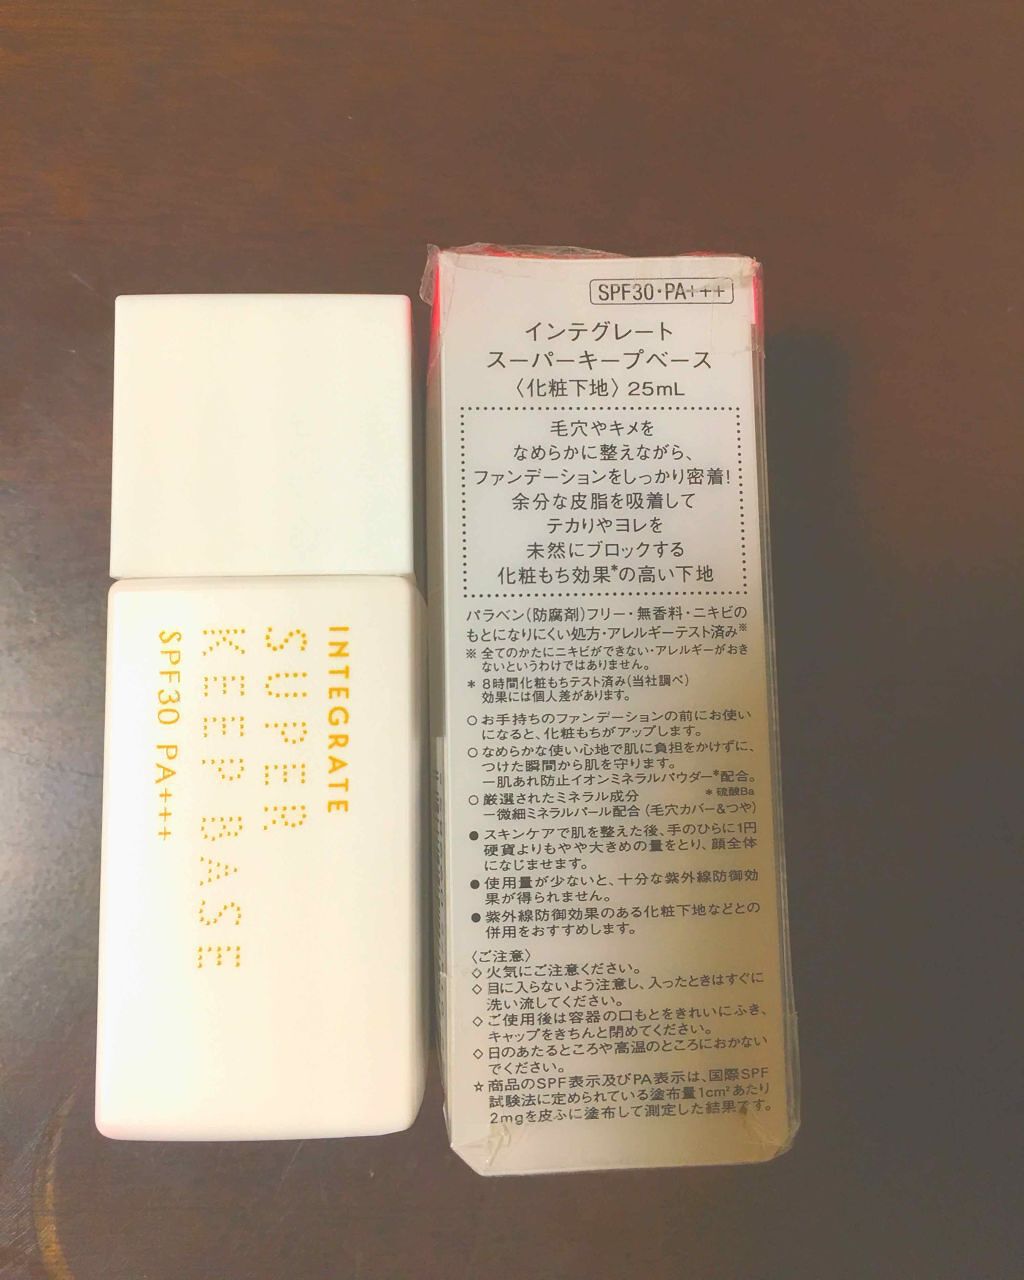 INTEGRATE
SUPER
KEEP BASE
SPF30 PA+++
SPF30・PA+++
インテグレート
スーパーキープベース
〈化粧下地〉 25mL
毛穴やキメを
なめらかに整えながら、
ファンデーションをしっかり密着!
余分な皮脂を吸着して
テカりやヨレを
未然にブロックする
化粧もち効果*の高い下地
パラベン(防腐剤)フリー・無香料・ニキビの
もとになりにくい処方・アレルギーテスト済み※
※ 全てのかたにニキビができない・アレルギーがおき
ないというわけではありません。
* 8時間化粧もちテスト済み(当社調べ)
効果には個人差があります。
○ お手持ちのファンデーションの前にお使い
になると、化粧もちがアップします。
○ なめらかな使い心地で肌に負担をかけずに、
つけた瞬間から肌を守ります。
ー肌あれ防止イオンミネラルパウダー*配合。
* 硫酸Ba
○ 厳選されたミネラル成分
ー微細ミネラルパール配合 (毛穴カバー&つや)
● スキンケアで肌を整えた後、手のひらに1円
硬貨よりもやや大きめの量をとり、顔全体
になじませます。
● 使用量が少ないと、十分な紫外線防御効
果が得られません。
● 紫外線防御効果のある化粧下地などとの
併用をおすすめします。
〈ご注意〉
◇ 火気にご注意ください。
◇ 目に入らないよう注意し、入ったときはすぐに
洗い流してください。
◇ ご使用後は容器の口もとをきれいにふき、
キャップをきちんと閉めてください。
◇ 日のあたるところや高温のところにおかない
でください。
☆ 商品のSPF表示及びPA表示は、国際SPF
試験法に定められている塗布量1cm²あたり
2mgを皮ふに塗布して測定した結果です。